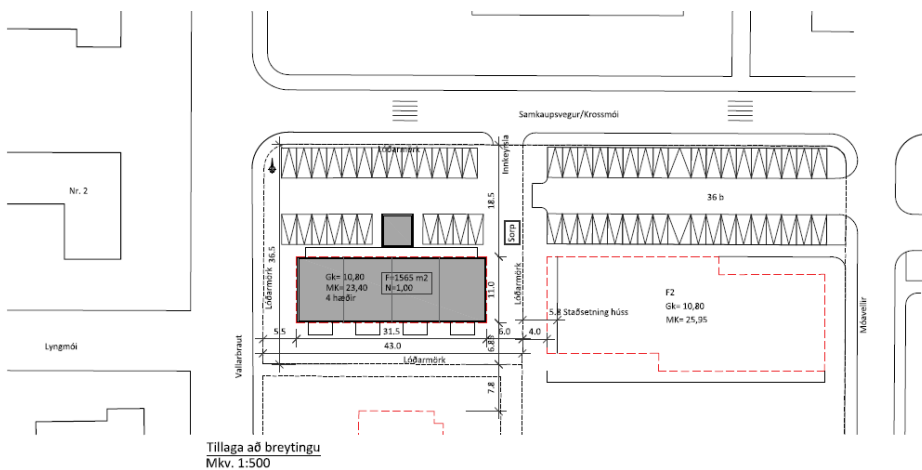 Samkaupsvegur/Krossmói
Lóðarmörk
Innkeyrsla
Nr. 2
36 b
18.5
Sorp
36.5
Lóðarmörk
Gk= 10,80
MK= 23,40
4 hæðir
F=1565 m2
N=1,00
11.0
Lóðarmörk
F2
Gk= 10,80
MK= 25,95
5.8 Staðsetning húss
Móavellir
5.5
31.5
6.0
4.0
6.8
43.0
Lóðarmörk
Lyngmói
Vallarbraut
7.8
Tillaga að breytingu
Mkv. 1:500